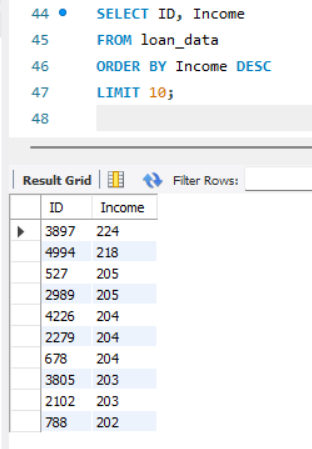 44 SELECT ID, Income
45 FROM loan_data
46 ORDER BY Income DESC
47 LIMIT 10;
48
Result Grid Filter Rows:
ID Income
3897 224
4994 218
527 205
2989 205
4226 204
2279 204
678 204
3805 203
2102 203
788 202